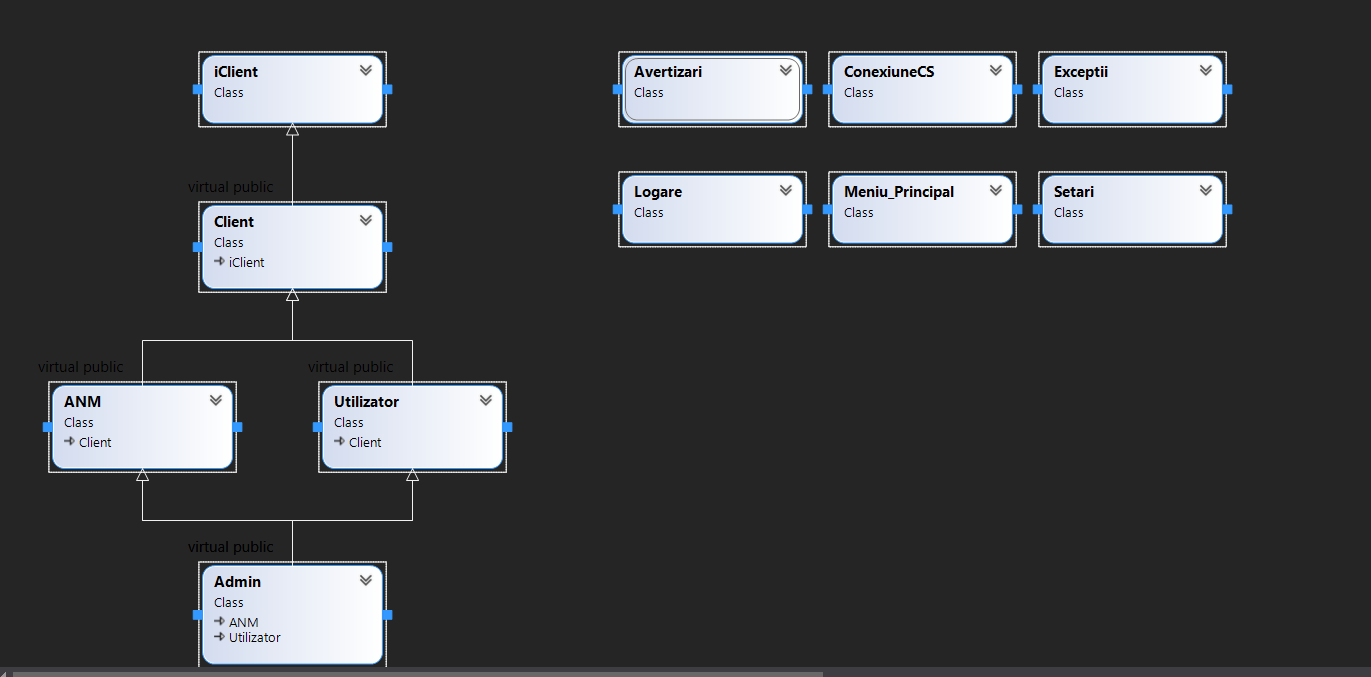 iClient
Class
virtual public
Client
Class
iClient
virtual public
ANM
Class
Client
virtual public
Utilizator
Class
Client
virtual public
Admin
Class
ANM
Utilizator
Avertizari
Class
ConexiuneCS
Class
Exceptii
Class
Logare
Class
Meniu_Principal
Class
Setari
Class